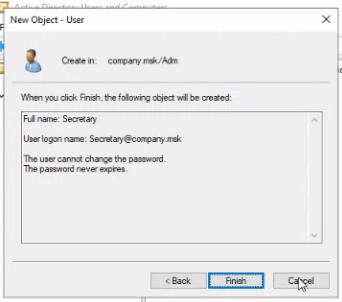 Active Directory Users and Computers
New Object - User
Create in: company.msk/Adm
When you click Finish, the following object will be created:
Full name: Secretary
User logon name: Secretary@company.msk
The user cannot change the password.
The password never expires.
< Back
Finish
Cancel